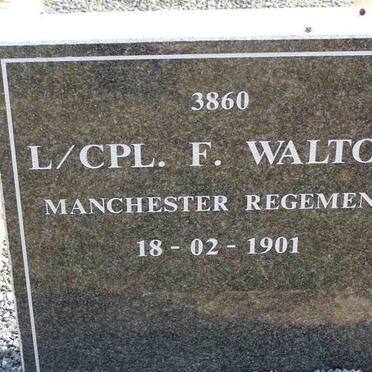 3860
L/CPL. F. WALTO
MANCHESTER REGEMEN
18 - 02 - 1901